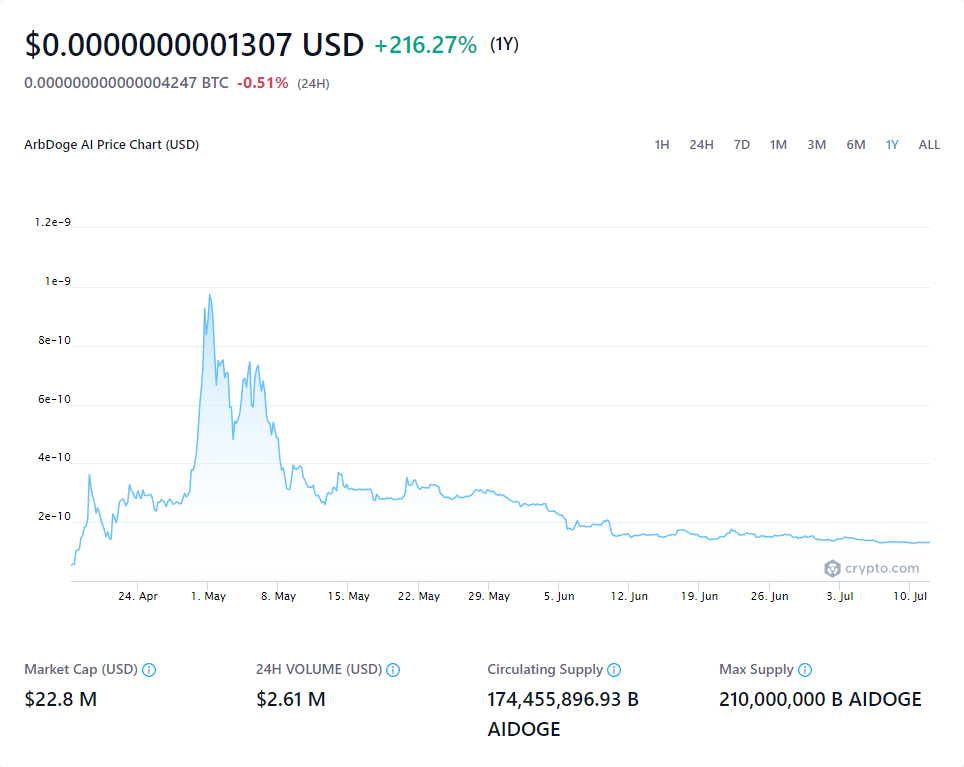 $0.0000000001307 USD +216.27% (1Y)
0.000000000000004247 BTC -0.51% (24H)
ArbDoge AI Price Chart (USD)
1H 24H 7D 1M 3M 6M 1Y ALL
1.2e-9
1e-9
8e-10
6e-10
4e-10
2e-10
crypto.com
24. Apr 1. May 8. May 15. May 22. May 29. May 5. Jun 12. Jun 19. Jun 26. Jun 3. Jul 10. Jul
Market Cap (USD) 24H VOLUME (USD) Circulating Supply Max Supply
$22.8 M $2.61 M 174,455,896.93 B 210,000,000 B AIDOGE
AIDOGE